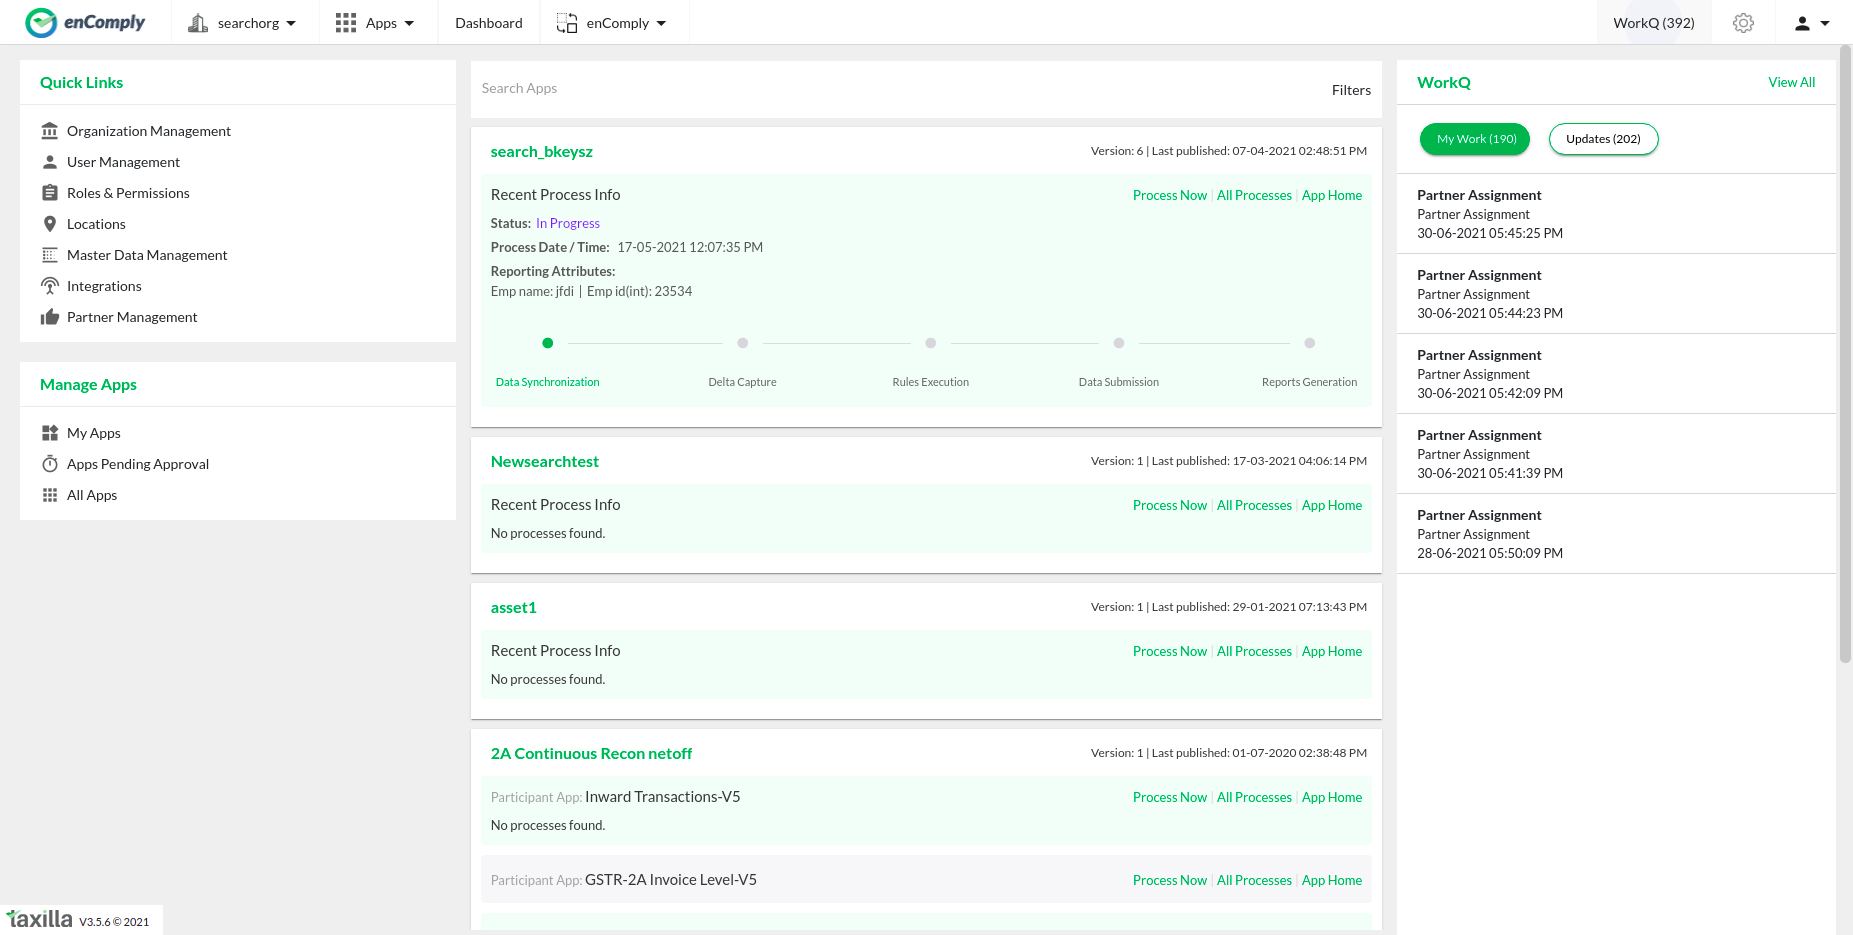 enComply
searchorg
Apps
Dashboard
enComply
WorkQ (392)
Quick Links
Organization Management
User Management
Roles & Permissions
Locations
Master Data Management
Integrations
Partner Management
Manage Apps
My Apps
Apps Pending Approval
All Apps
Search Apps
Filters
search_bkeysz
Version: 6 | Last published: 07-04-2021 02:48:51 PM
Recent Process Info
Process Now | All Processes | App Home
Status: In Progress
Process Date / Time: 17-05-2021 12:07:35 PM
Reporting Attributes:
Emp name: jfdi | Emp id(int): 23534
Data Synchronization
Delta Capture
Rules Execution
Data Submission
Reports Generation
Newsearchtest
Version: 1 | Last published: 17-03-2021 04:06:14 PM
Recent Process Info
Process Now | All Processes | App Home
No processes found.
asset1
Version: 1 | Last published: 29-01-2021 07:13:43 PM
Recent Process Info
Process Now | All Processes | App Home
No processes found.
2A Continuous Recon netoff
Version: 1 | Last published: 01-07-2020 02:38:48 PM
Participant App: Inward Transactions-V5
Process Now | All Processes | App Home
No processes found.
Participant App: GSTR-2A Invoice Level-V5
Process Now | All Processes | App Home
WorkQ
View All
My Work (190)
Updates (202)
Partner Assignment
Partner Assignment
30-06-2021 05:45:25 PM
Partner Assignment
Partner Assignment
30-06-2021 05:44:23 PM
Partner Assignment
Partner Assignment
30-06-2021 05:42:09 PM
Partner Assignment
Partner Assignment
30-06-2021 05:41:39 PM
Partner Assignment
Partner Assignment
28-06-2021 05:50:09 PM
taxilla V3.5.6 © 2021